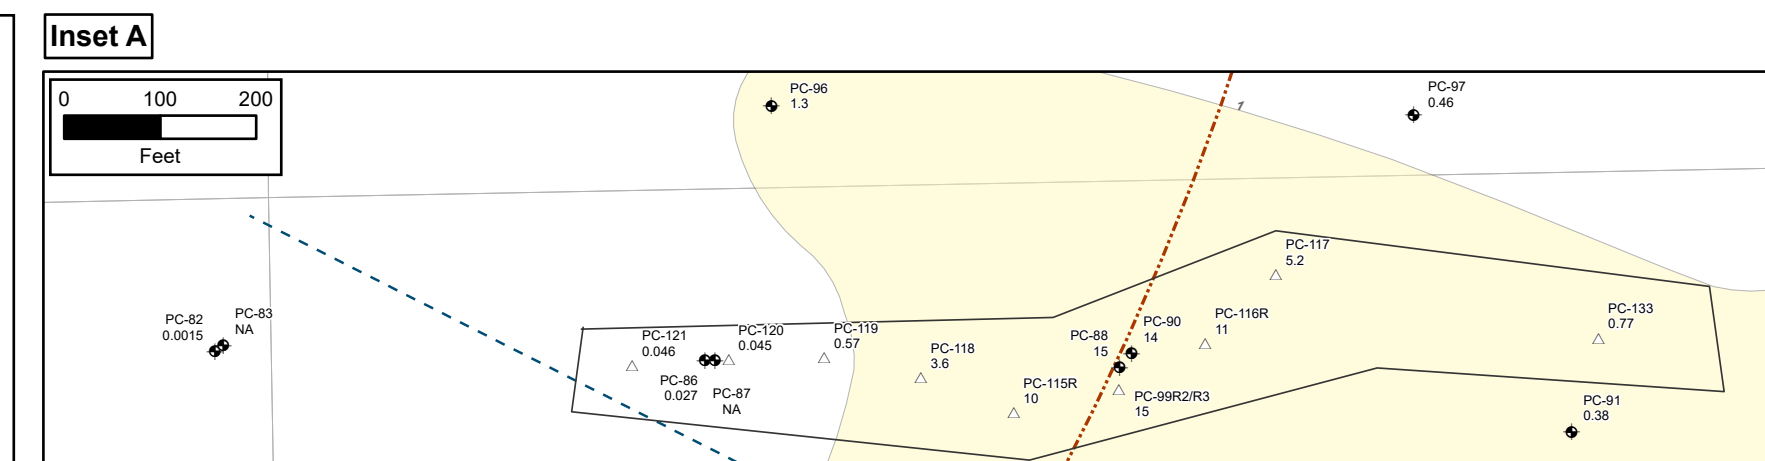 Inset A
0 100 200
Feet
PC-96
1.3
1
PC-97
0.46
PC-117
5.2
PC-82
0.0015
PC-83
NA
PC-121
0.046
PC-120
0.045
PC-119
0.57
PC-118
3.6
PC-88
15
PC-90
14
PC-116R
11
PC-133
0.77
PC-86
0.027
PC-87
NA
PC-115R
10
PC-99R2/R3
15
PC-91
0.38